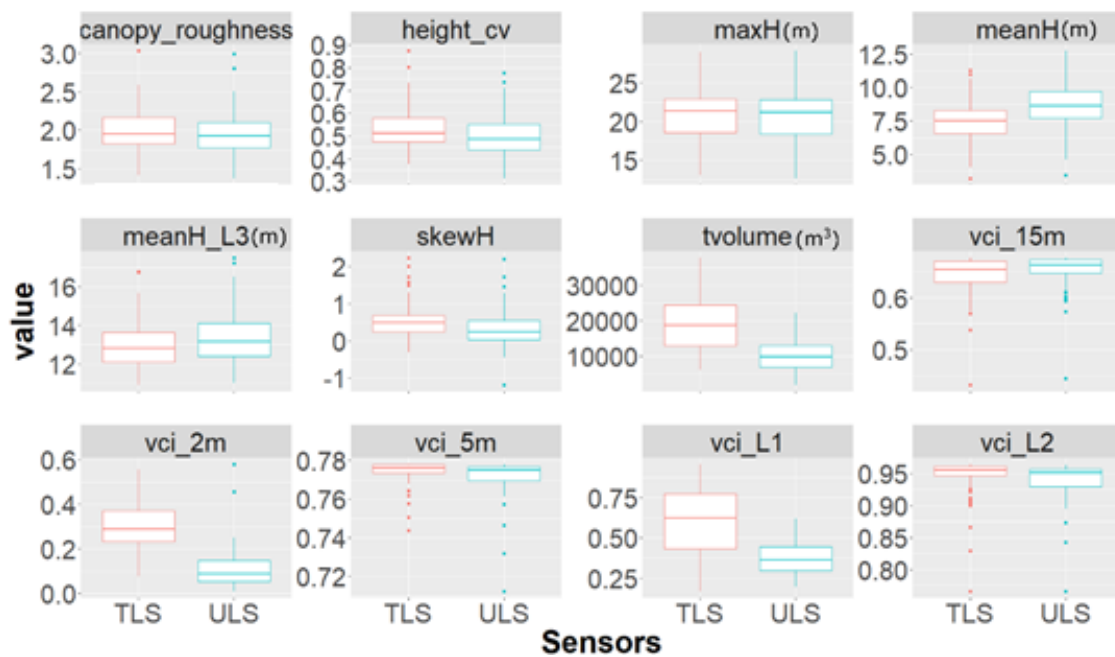 canopy_roughness height_cv maxH(m) meanH(m)
3.0 2.5 2.0 1.5
0.9 0.8 0.7 0.6 0.5 0.4 0.3
25 20 15
12.5 10.0 7.5 5.0
meanH_L3(m) skewH tvolume(m³) vci_15m
16 14 12
2 1 0 -1
30000 20000 10000
0.6 0.5
vci_2m vci_5m vci_L1 vci_L2
0.6 0.4 0.2 0.0
0.78 0.76 0.74 0.72
0.75 0.50 0.25
0.95 0.90 0.85 0.80
value
TLS ULS TLS ULS TLS ULS TLS ULS
Sensors